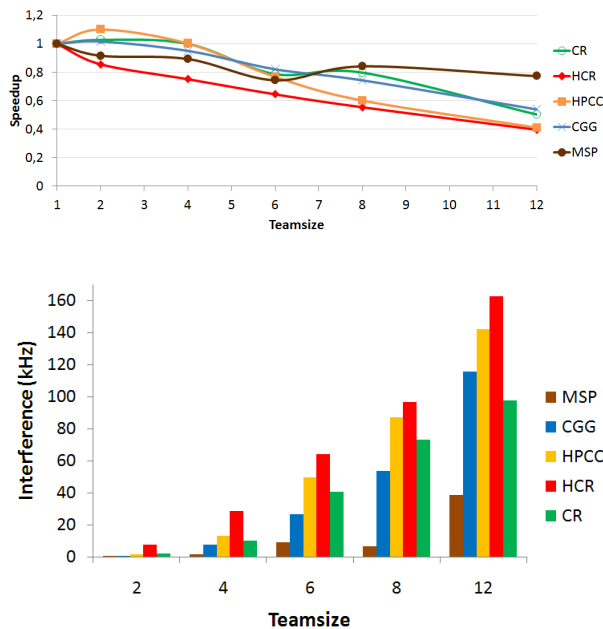 1,2
1
0,8
0,6
0,4
0,2
0
Speedup
1 2 3 4 5 6 7 8 9 10 11 12
Teamsize
CR
HCR
HPCC
CGG
MSP
160
140
120
100
80
60
40
20
0
Interference (kHz)
2 4 6 8 12
Teamsize
MSP
CGG
HPCC
HCR
CR